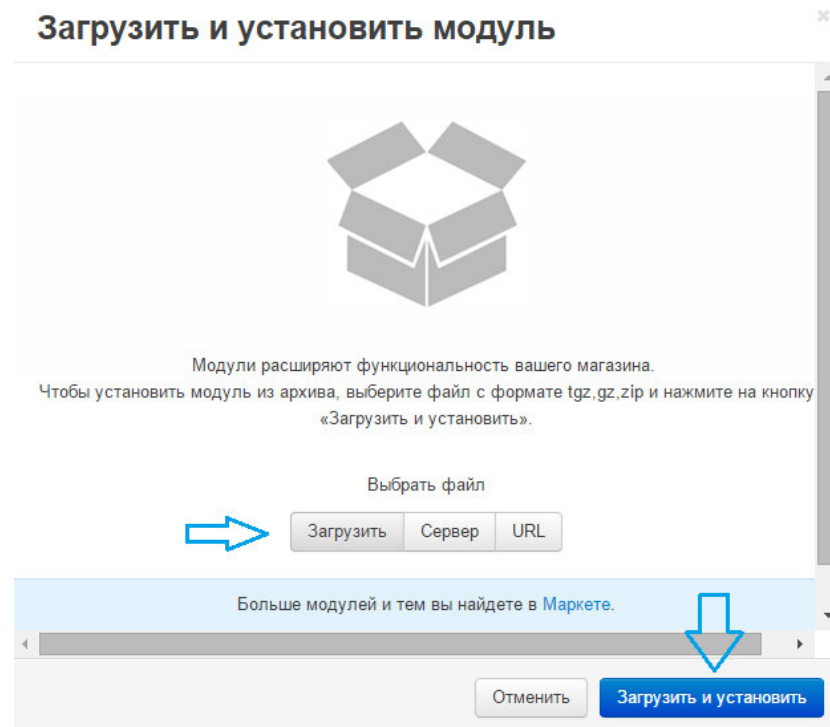 Загрузить и установить модуль
Модули расширяют функциональность вашего магазина.
Чтобы установить модуль из архива, выберите файл с формате tgz,gz,zip и нажмите на кнопку
«Загрузить и установить».
Выбрать файл
Загрузить Сервер URL
Больше модулей и тем вы найдете в Маркете.
Отменить Загрузить и установить